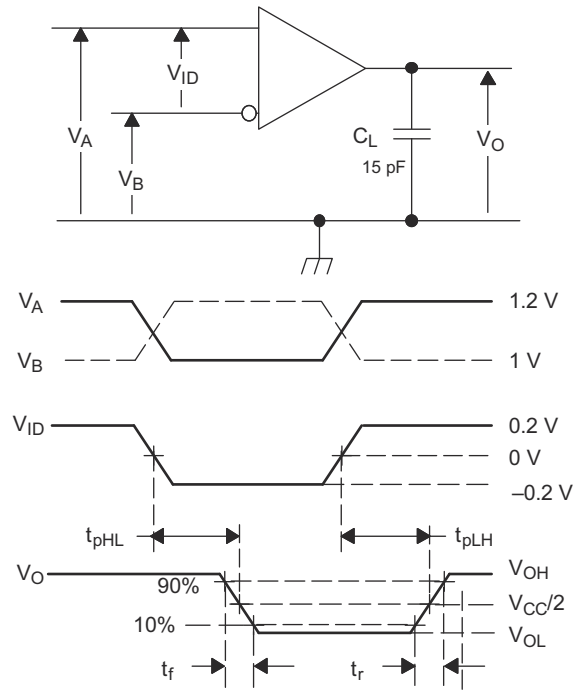 V_ID
V_A
V_B
C_L
15 pF
V_O
V_A
1.2 V
V_B
1 V
V_ID
0.2 V
0 V
–0.2 V
t_pHL
t_pLH
V_O
V_OH
90%
V_CC/2
10%
V_OL
t_f
t_r